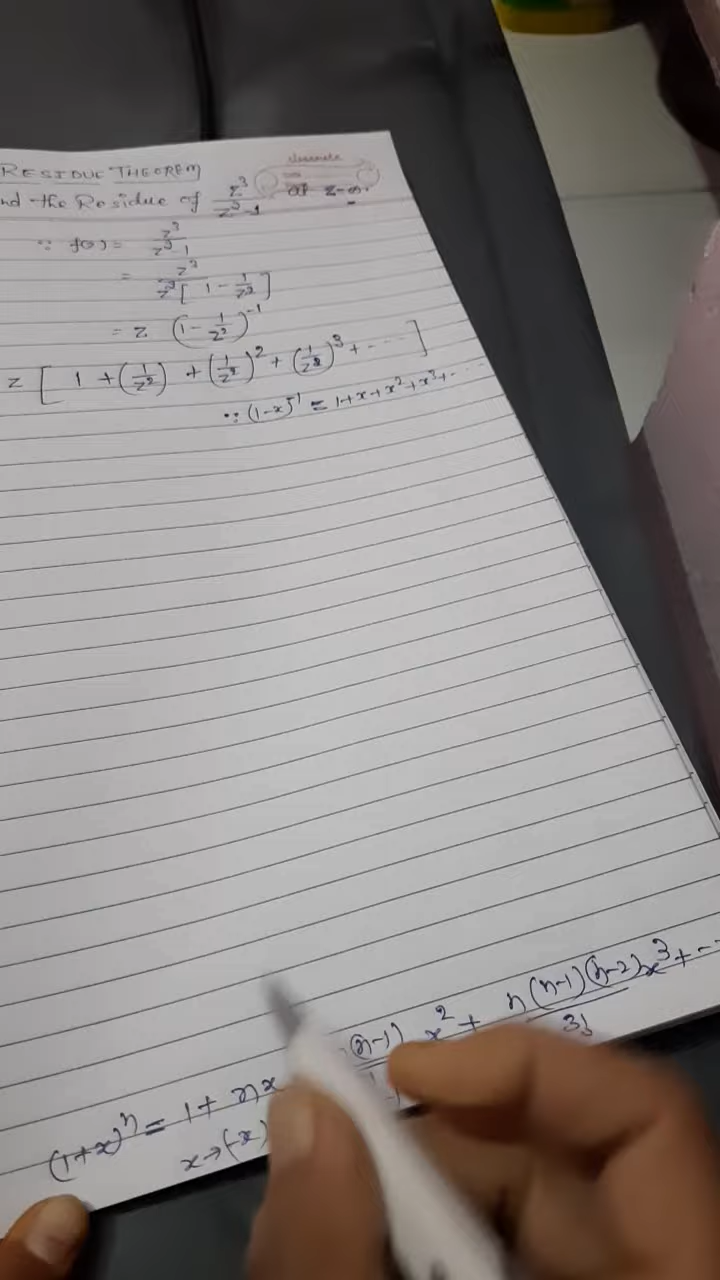 RESIDUE THEOREM
nd the Residue of z³/z²-1 at z=∞.
∵ f(z) = z³/z²-1
= z³/z²[1 - 1/z²]
= z (1 - 1/z²)⁻¹
z [1 + (1/z²) + (1/z²)² + (1/z²)³ + ----]
∵ (1-x)⁻¹ = 1+x+x²+x³+--
(1+x)ⁿ = 1 + nx (n-1) x² + n(n-1)(n-2)x³/3! + --
x→(-x)